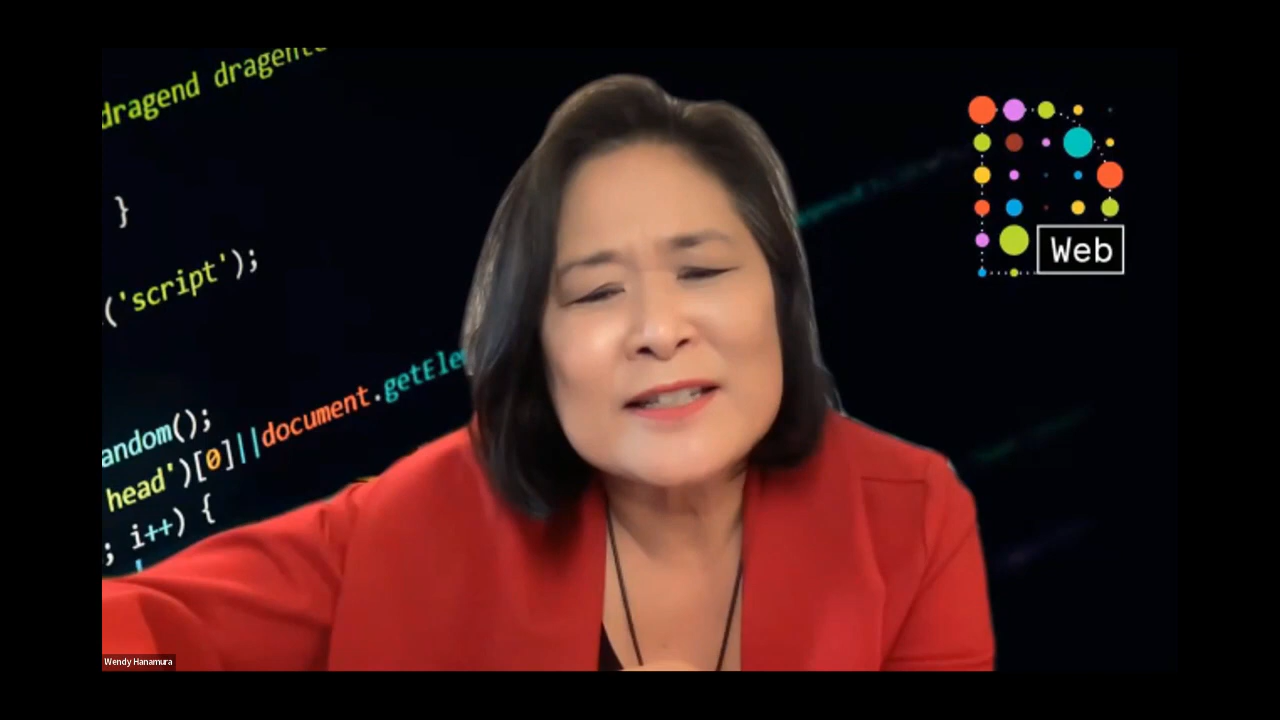 dragend dragente
}
('script');
andom();
head')[0]||document.getEle
; i++) {
Web
Wendy Hanamura